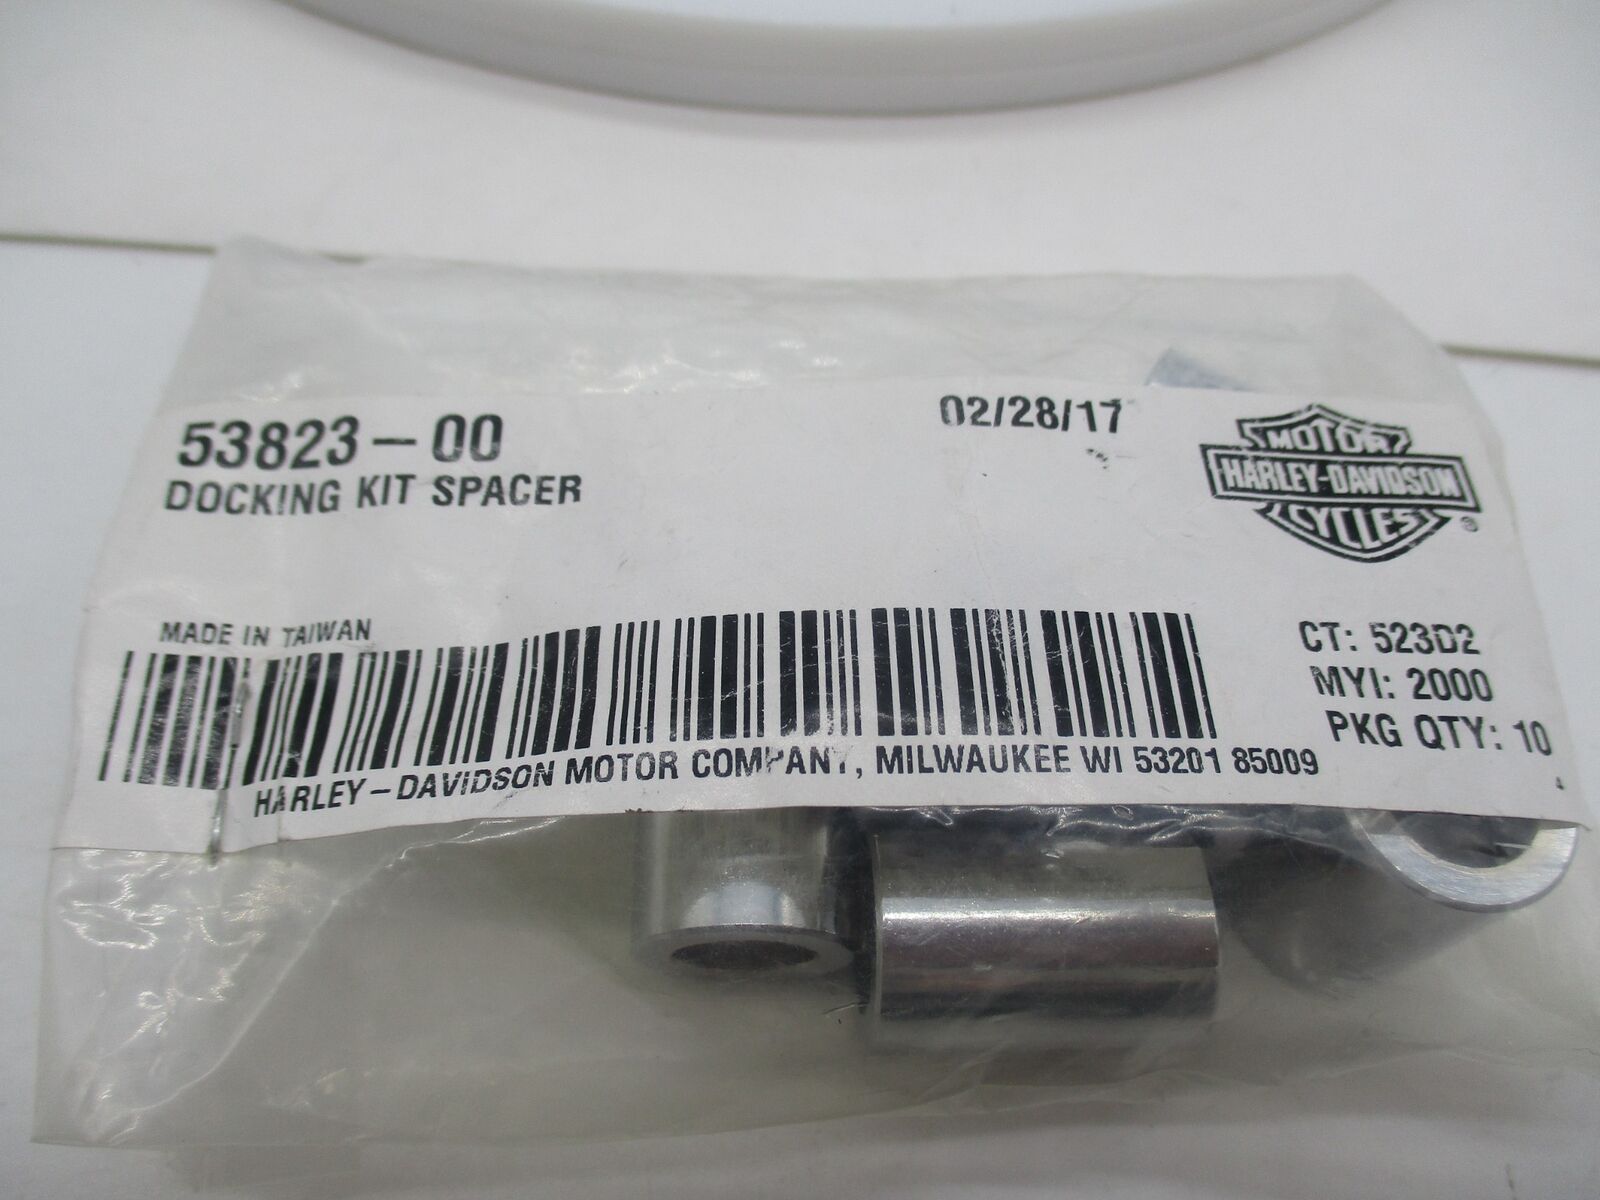 53823-00
02/28/17
DOCKING KIT SPACER
MOTOR
HARLEY-DAVIDSON
CYCLES
®
MADE IN TAIWAN
CT: 523D2
MYI: 2000
PKG QTY: 10
HARLEY-DAVIDSON MOTOR COMPANY, MILWAUKEE WI 53201 85009